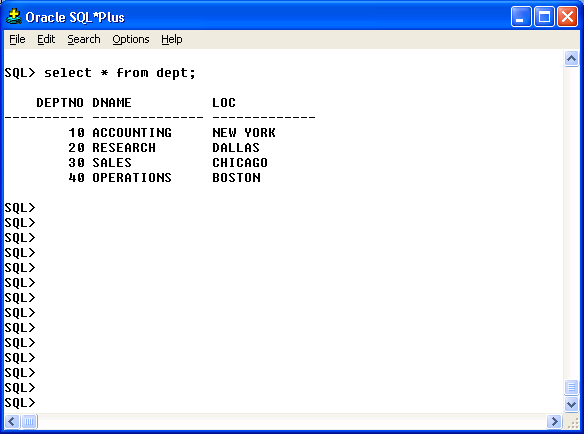 Oracle SQL*Plus
File Edit Search Options Help
SQL> select * from dept;
    DEPTNO DNAME          LOC
---------- -------------- -------------
        10 ACCOUNTING     NEW YORK
        20 RESEARCH       DALLAS
        30 SALES          CHICAGO
        40 OPERATIONS     BOSTON
SQL>
SQL>
SQL>
SQL>
SQL>
SQL>
SQL>
SQL>
SQL>
SQL>
SQL>
SQL>
SQL>
SQL>